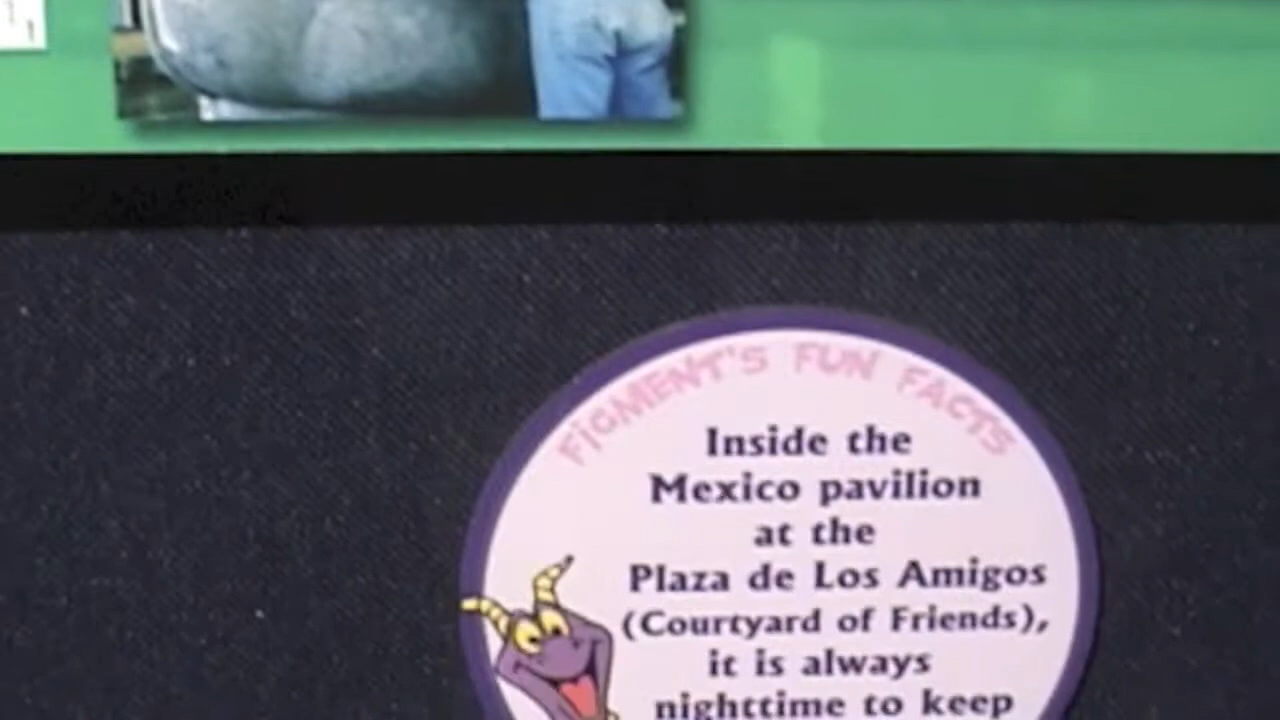 FIGMENT'S FUN FACTS
Inside the
Mexico pavilion
at the
Plaza de Los Amigos
(Courtyard of Friends),
it is always
nighttime to keep